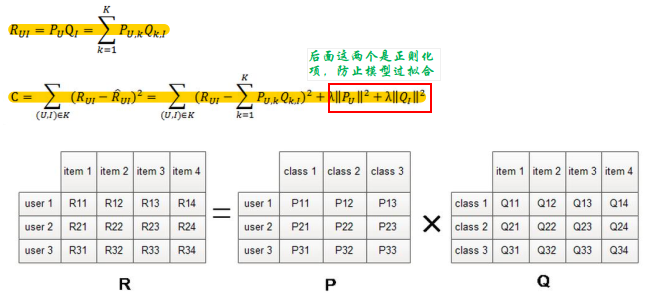 R_{UI} = P_U Q_I = \sum_{k=1}^{K} P_{U,k} Q_{k,I}
后面这两个是正则化
项，防止模型过拟合
C = \sum_{(U,I)∈K} (R_{UI} − \hat{R}_{UI})^2 = \sum_{(U,I)∈K} (R_{UI} − \sum_{k=1}^{K} P_{U,k} Q_{k,I})^2 + λ‖P_U‖^2 + λ‖Q_I‖^2
item 1 item 2 item 3 item 4
user 1 R11 R12 R13 R14
user 2 R21 R22 R23 R24
user 3 R31 R32 R33 R34
R
=
class 1 class 2 class 3
user 1 P11 P12 P13
user 2 P21 P22 P23
user 3 P31 P32 P33
P
×
item 1 item 2 item 3 item 4
class 1 Q11 Q12 Q13 Q14
class 2 Q21 Q22 Q23 Q24
class 3 Q31 Q32 Q33 Q34
Q